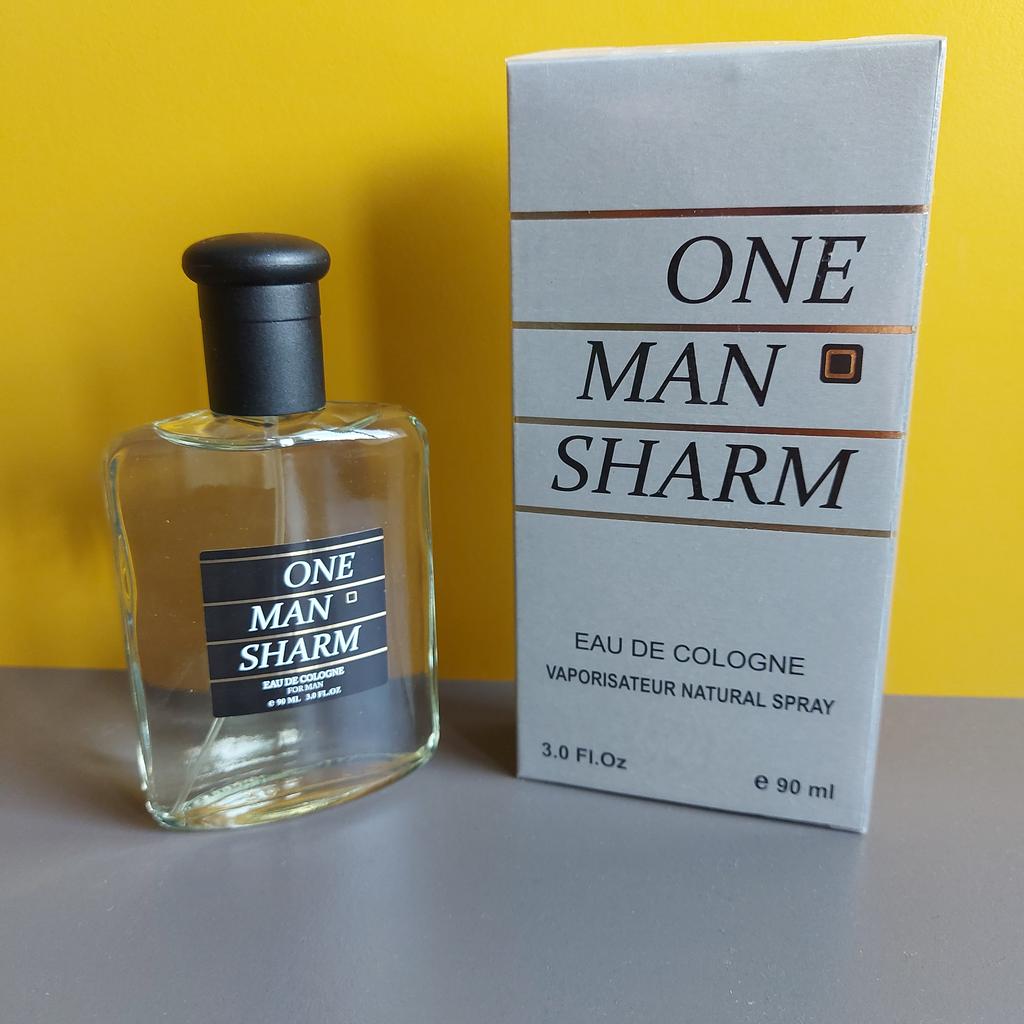 ONE
MAN
SHARM
EAU DE COLOGNE
FOR MAN
e 90 ML 3.0 FL.OZ
ONE
MAN
SHARM
EAU DE COLOGNE
VAPORISATEUR NATURAL SPRAY
3.0 Fl.Oz
e 90 ml